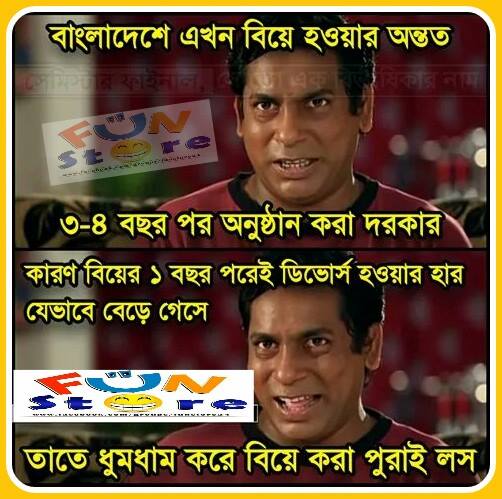 বাংলাদেশে এখন বিয়ে হওয়ার অন্তত
সেমিস্টার ফাইনাল,
FUN
Store
৩-৪ বছর পর অনুষ্ঠান করা দরকার
কারণ বিয়ের ১ বছর পরেই ডিভোর্স হওয়ার হার
যেভাবে বেড়ে গেসে
FUN
Store
তাতে ধুমধাম করে বিয়ে করা পুরাই লস